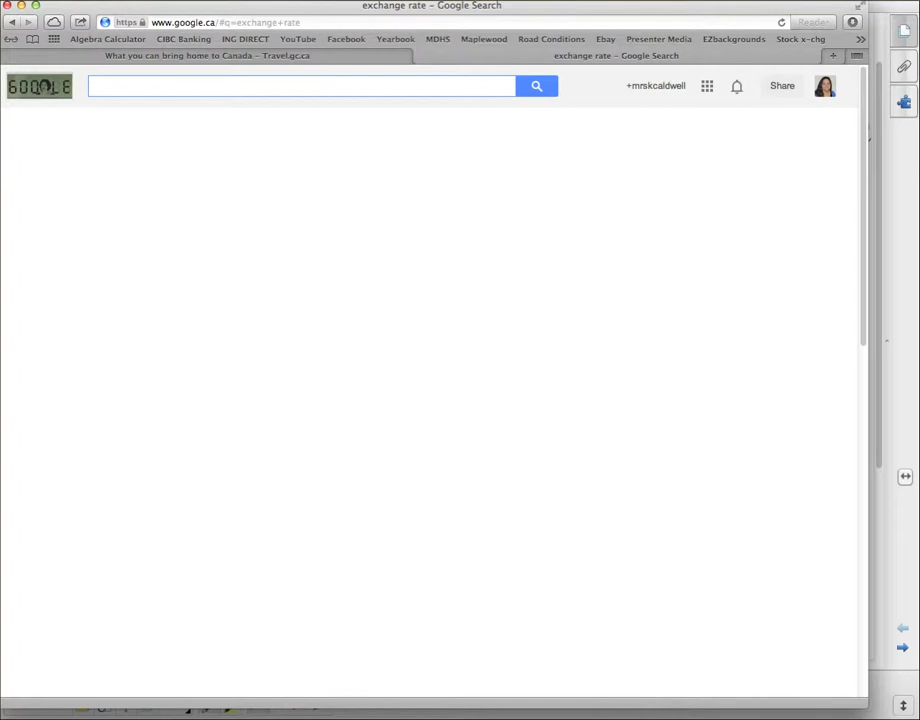 exchange rate – Google Search
https www.google.ca/#q=exchange+rate Reader
Algebra Calculator CIBC Banking ING DIRECT YouTube Facebook Yearbook MDHS Maplewood Road Conditions Ebay Presenter Media EZbackgrounds Stock x-chg
What you can bring home to Canada – Travel.gc.ca exchange rate – Google Search
GOOGLE +mrskcaldwell Share